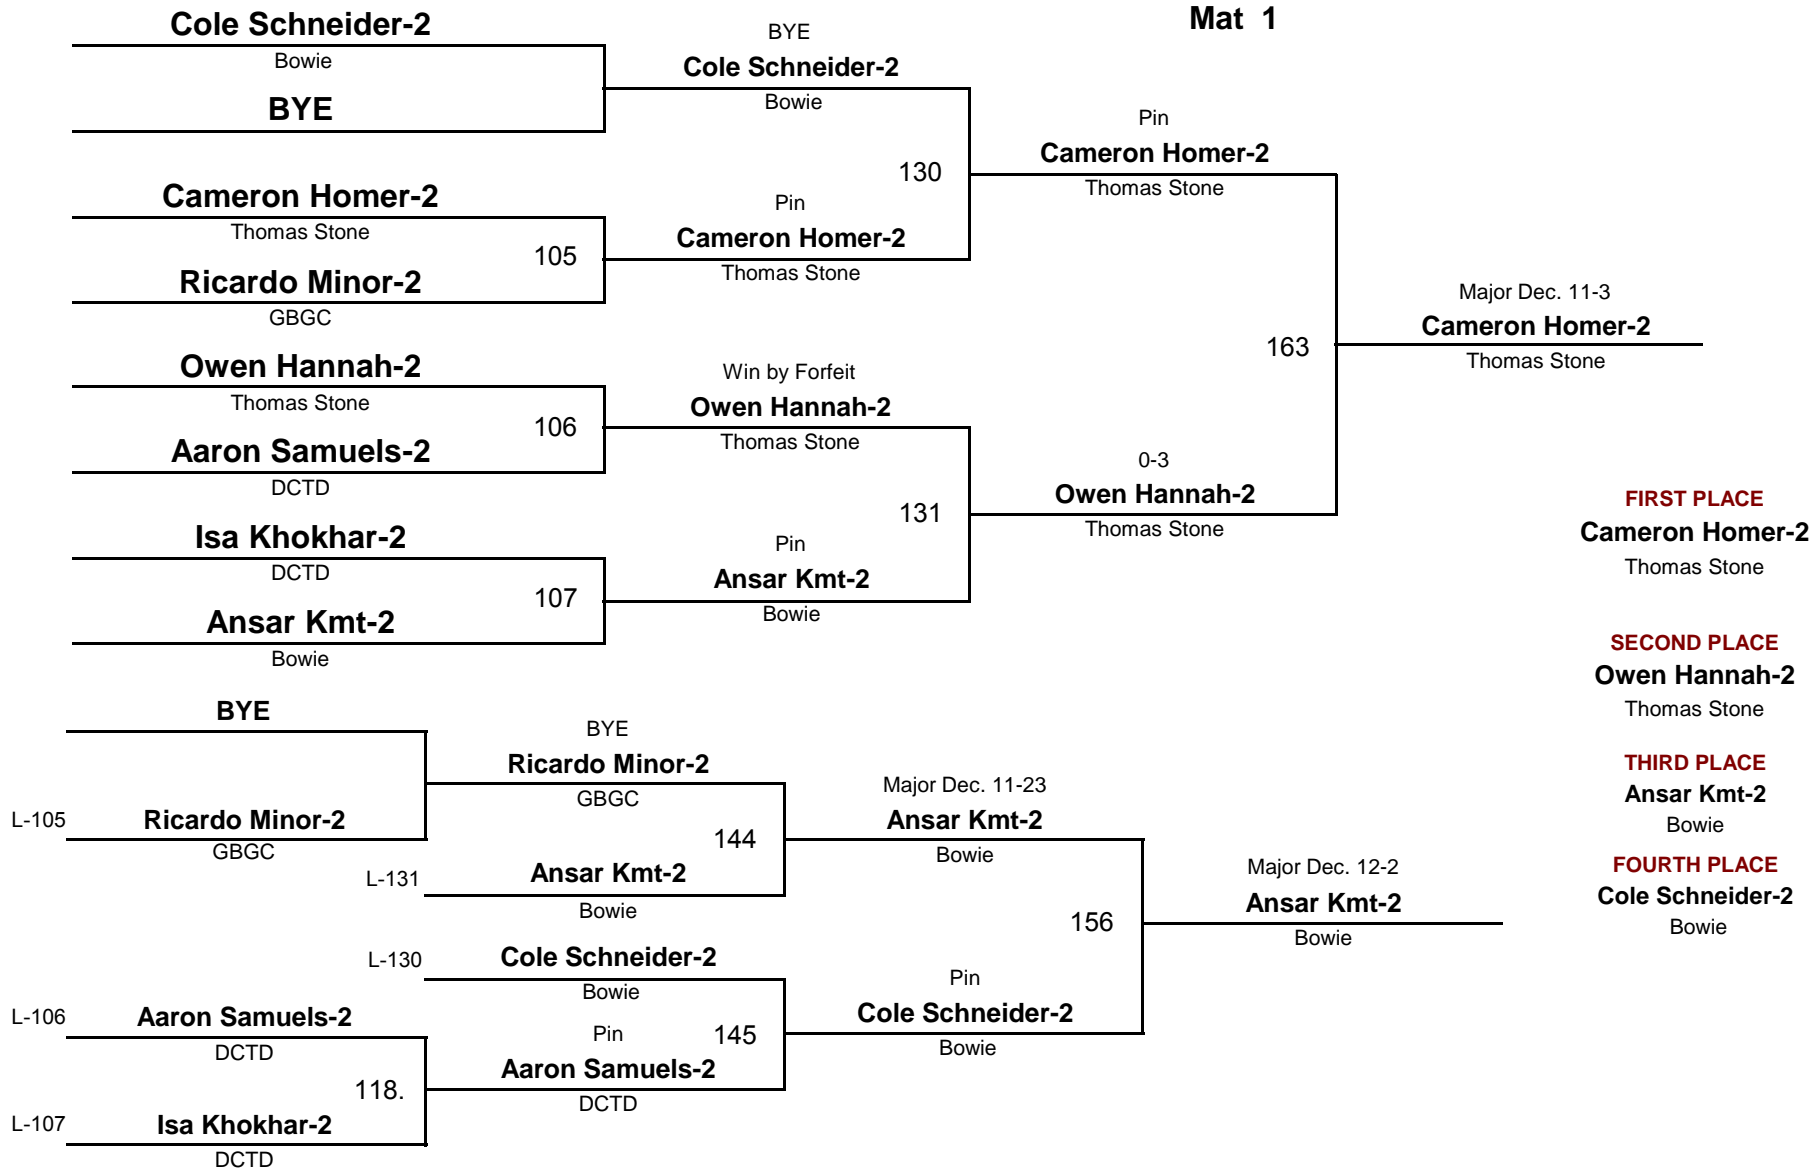 Mat 1
Cole Schneider-2
Bowie
BYE
Cameron Homer-2
Thomas Stone
105
Ricardo Minor-2
GBGC
Owen Hannah-2
Thomas Stone
106
Aaron Samuels-2
DCTD
Isa Khokhar-2
DCTD
107
Ansar Kmt-2
Bowie
BYE
Cole Schneider-2
Bowie
130
Pin
Cameron Homer-2
Thomas Stone
Win by Forfeit
Owen Hannah-2
Thomas Stone
131
Pin
Ansar Kmt-2
Bowie
Pin
Cameron Homer-2
Thomas Stone
163
0-3
Owen Hannah-2
Thomas Stone
Major Dec. 11-3
Cameron Homer-2
Thomas Stone
BYE
L-105
Ricardo Minor-2
GBGC
L-106
Aaron Samuels-2
DCTD
118.
L-107
Isa Khokhar-2
DCTD
BYE
Ricardo Minor-2
GBGC
144
L-131
Ansar Kmt-2
Bowie
L-130
Cole Schneider-2
Bowie
145
Pin
Aaron Samuels-2
DCTD
Major Dec. 11-23
Ansar Kmt-2
Bowie
156
Pin
Cole Schneider-2
Bowie
Major Dec. 12-2
Ansar Kmt-2
Bowie
FIRST PLACE
Cameron Homer-2
Thomas Stone
SECOND PLACE
Owen Hannah-2
Thomas Stone
THIRD PLACE
Ansar Kmt-2
Bowie
FOURTH PLACE
Cole Schneider-2
Bowie